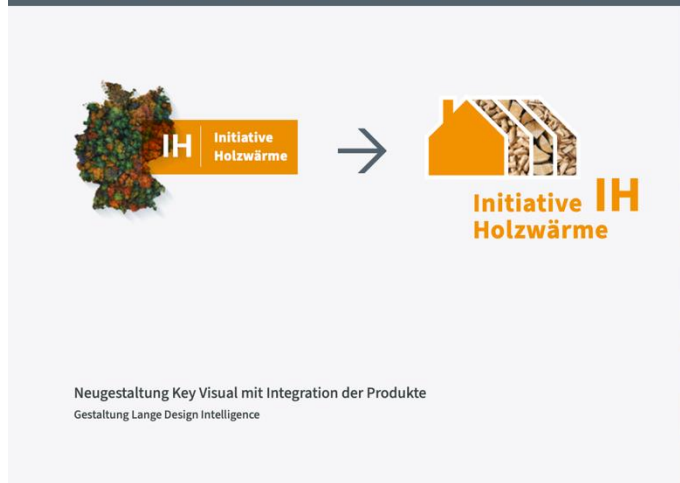 IH
Initiative
Holzwärme
Initiative IH
Holzwärme
Neugestaltung Key Visual mit Integration der Produkte
Gestaltung Lange Design Intelligence